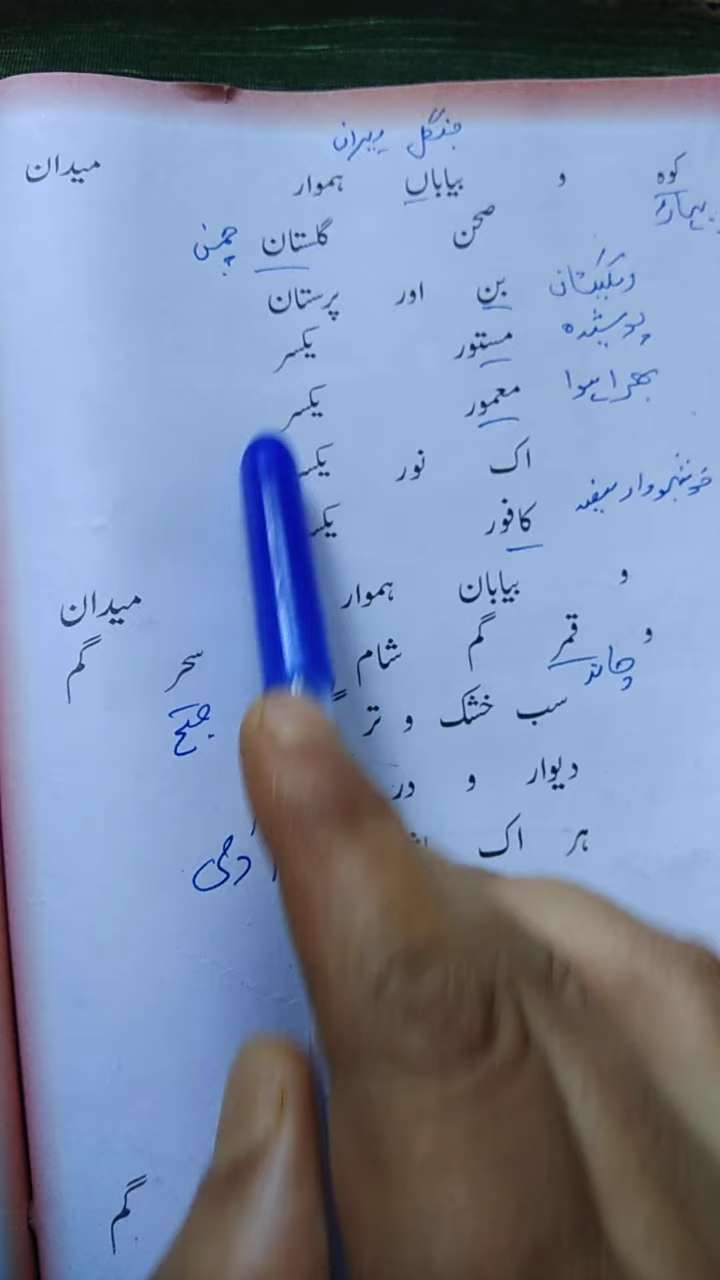 جنگل ویران
کوہ و بیاباں ہموار میدان
پہاڑ
صحن گلستان چمن
بن اور پرستان
پوشیدہ مستور یکسر
بھرا ہوا معمور یکسر
اک نور یکسر
خوشبودار سفید کافور
و بیابان ہموار میدان
و قمر گم شام سحر گم
چاند
سب خشک و تر
صبح
دیوار و در
ہر اک
آدمی
گم